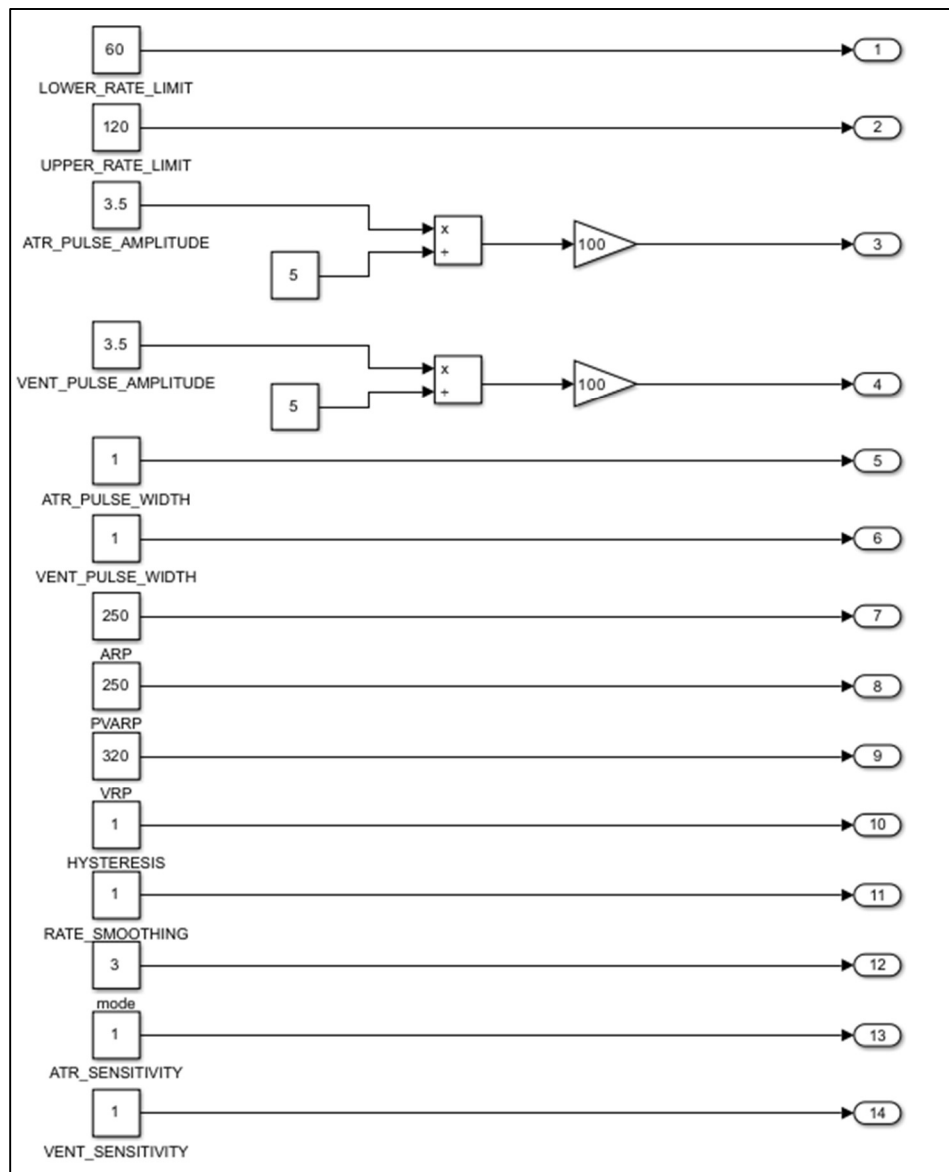 60 1
LOWER_RATE_LIMIT
120 2
UPPER_RATE_LIMIT
3.5
x
100 3
ATR_PULSE_AMPLITUDE
÷
5
3.5
x
100 4
VENT_PULSE_AMPLITUDE
÷
5
1 5
ATR_PULSE_WIDTH
1 6
VENT_PULSE_WIDTH
250 7
ARP
250 8
PVARP
320 9
VRP
1 10
HYSTERESIS
1 11
RATE_SMOOTHING
3 12
mode
1 13
ATR_SENSITIVITY
1 14
VENT_SENSITIVITY